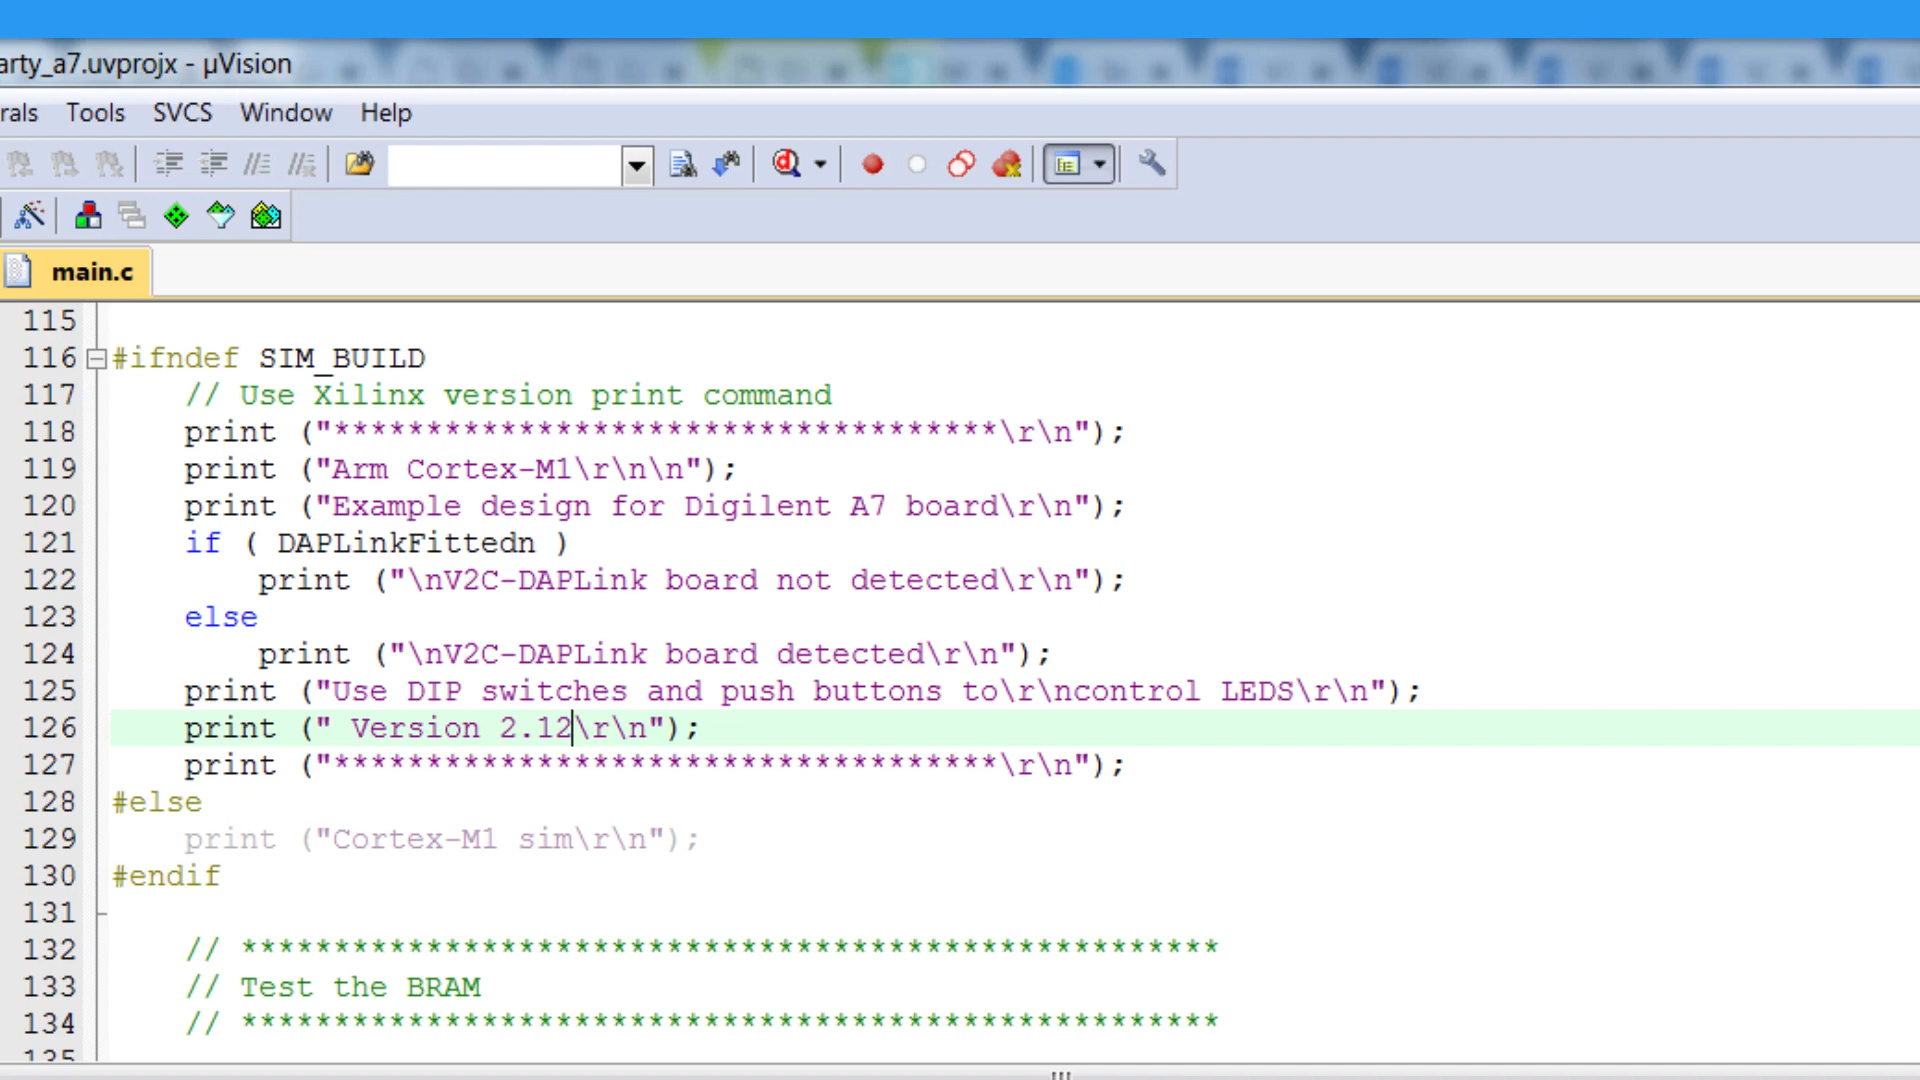 arty_a7.uvprojx - µVision
rals Tools SVCS Window Help
main.c
115
116 #ifndef SIM_BUILD
117 // Use Xilinx version print command
118 print ("************************************\r\n");
119 print ("Arm Cortex-M1\r\n\n");
120 print ("Example design for Digilent A7 board\r\n");
121 if ( DAPLinkFittedn )
122 print ("\nV2C-DAPLink board not detected\r\n");
123 else
124 print ("\nV2C-DAPLink board detected\r\n");
125 print ("Use DIP switches and push buttons to\r\ncontrol LEDS\r\n");
126 print (" Version 2.12\r\n");
127 print ("************************************\r\n");
128 #else
129 print ("Cortex-M1 sim\r\n");
130 #endif
131
132 // *****************************************************
133 // Test the BRAM
134 // *****************************************************
135